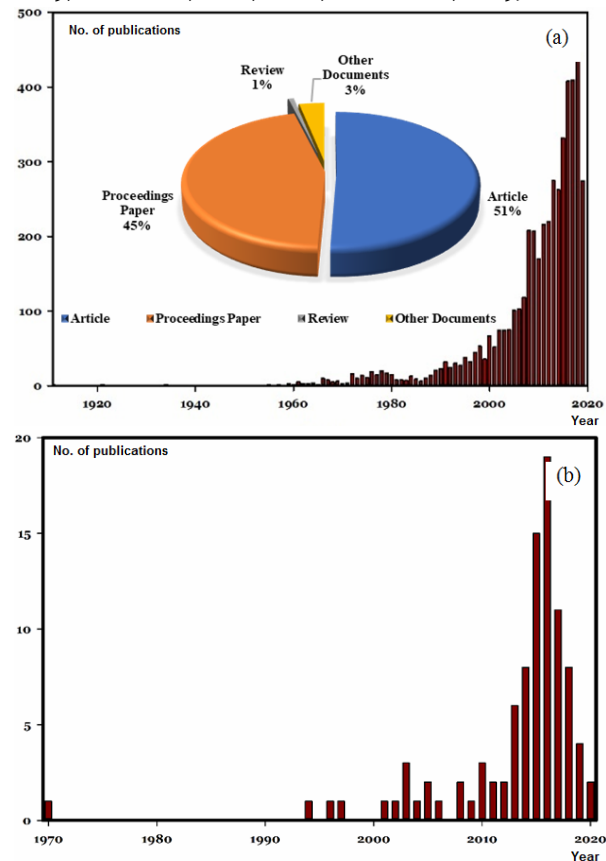 500
No. of publications
(a)
Review
1%
Other
Documents
3%
400
300
Proceedings
Paper
45%
Article
51%
200
100
Article
Proceedings Paper
Review
Other Documents
0
1920
1940
1960
1980
2000
2020
Year
20
No. of publications
(b)
15
10
5
0
1970
1980
1990
2000
2010
2020
Year